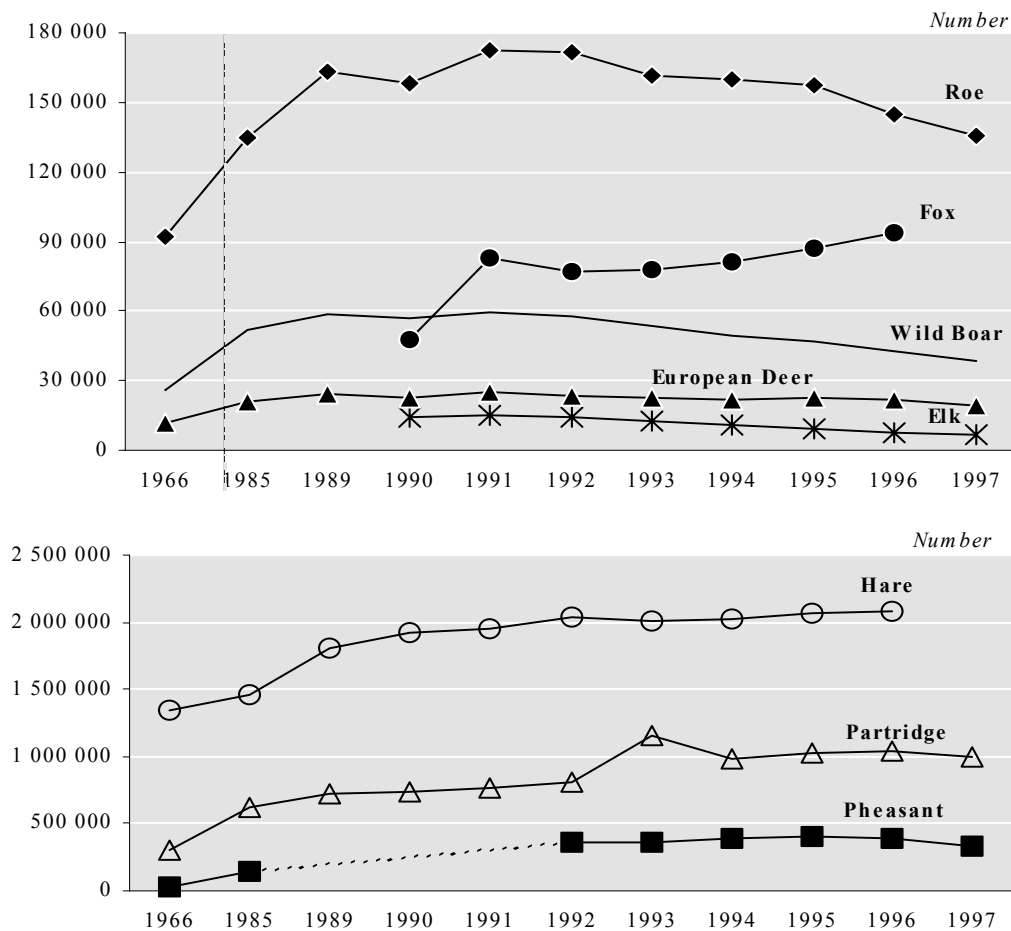 Number
180 000
Roe
150 000
120 000
Fox
90 000
60 000
Wild Boar
European Deer
30 000
Elk
0
1966 1985 1989 1990 1991 1992 1993 1994 1995 1996 1997
Number
2 500 000
Hare
2 000 000
1 500 000
Partridge
1 000 000
Pheasant
500 000
0
1966 1985 1989 1990 1991 1992 1993 1994 1995 1996 1997